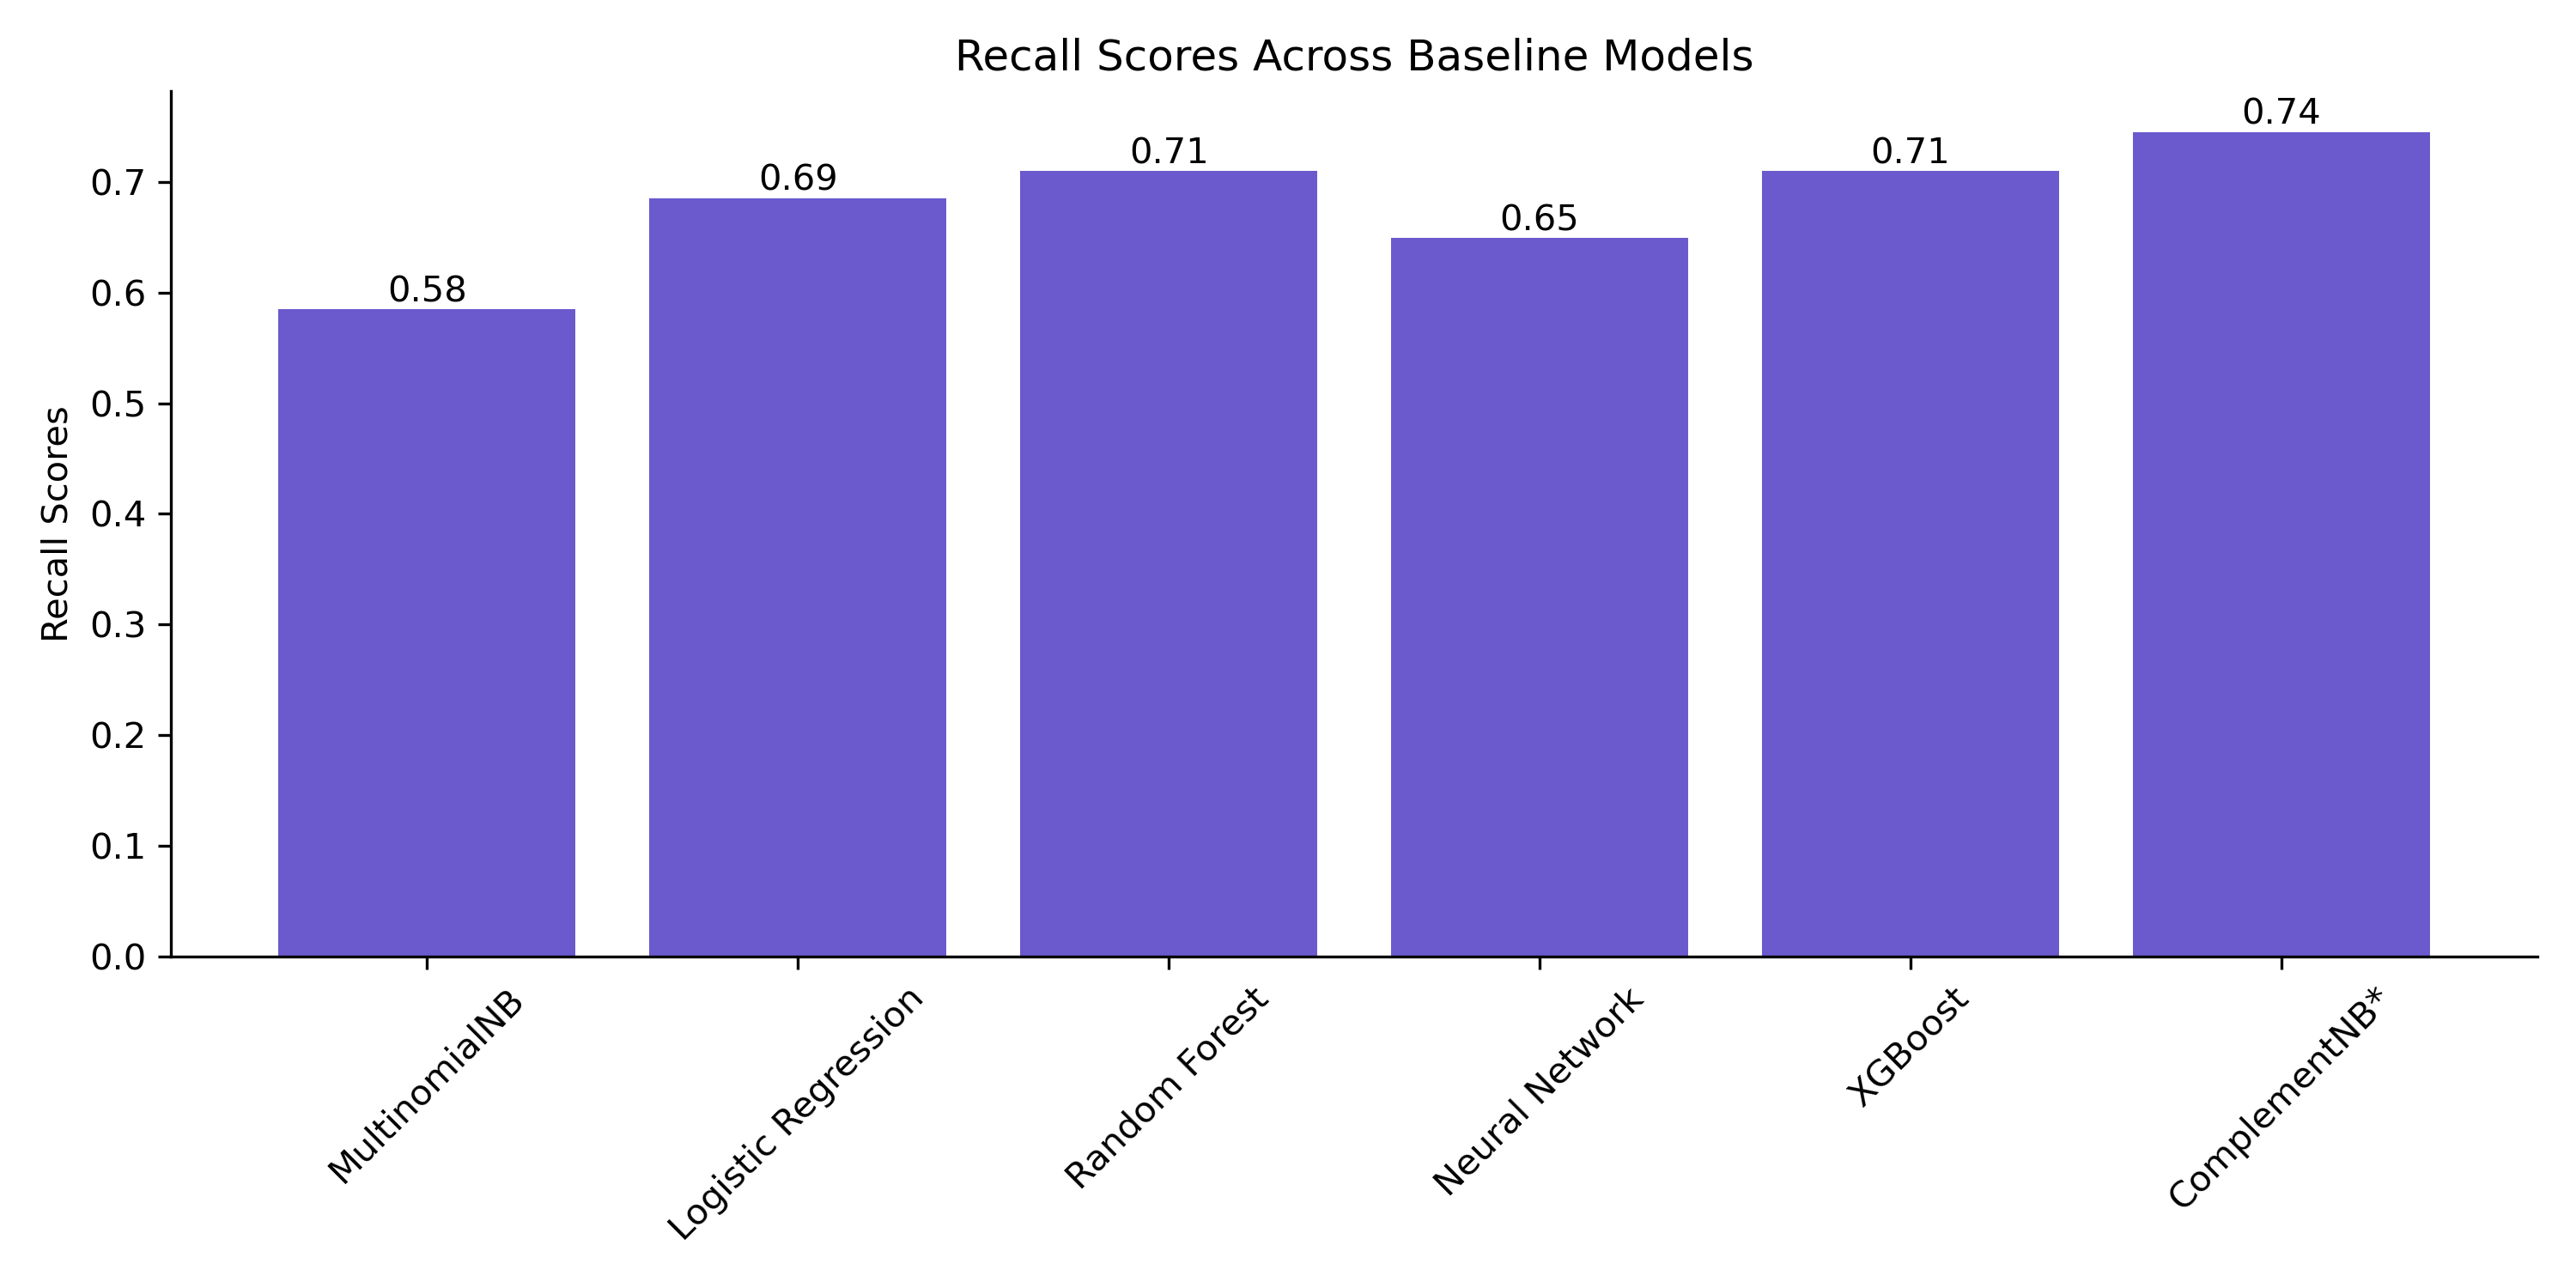 Recall Scores Across Baseline Models
Recall Scores
0.7
0.6
0.5
0.4
0.3
0.2
0.1
0.0
0.58
0.69
0.71
0.65
0.71
0.74
MultinomialNB
Logistic Regression
Random Forest
Neural Network
XGBoost
ComplementNB*